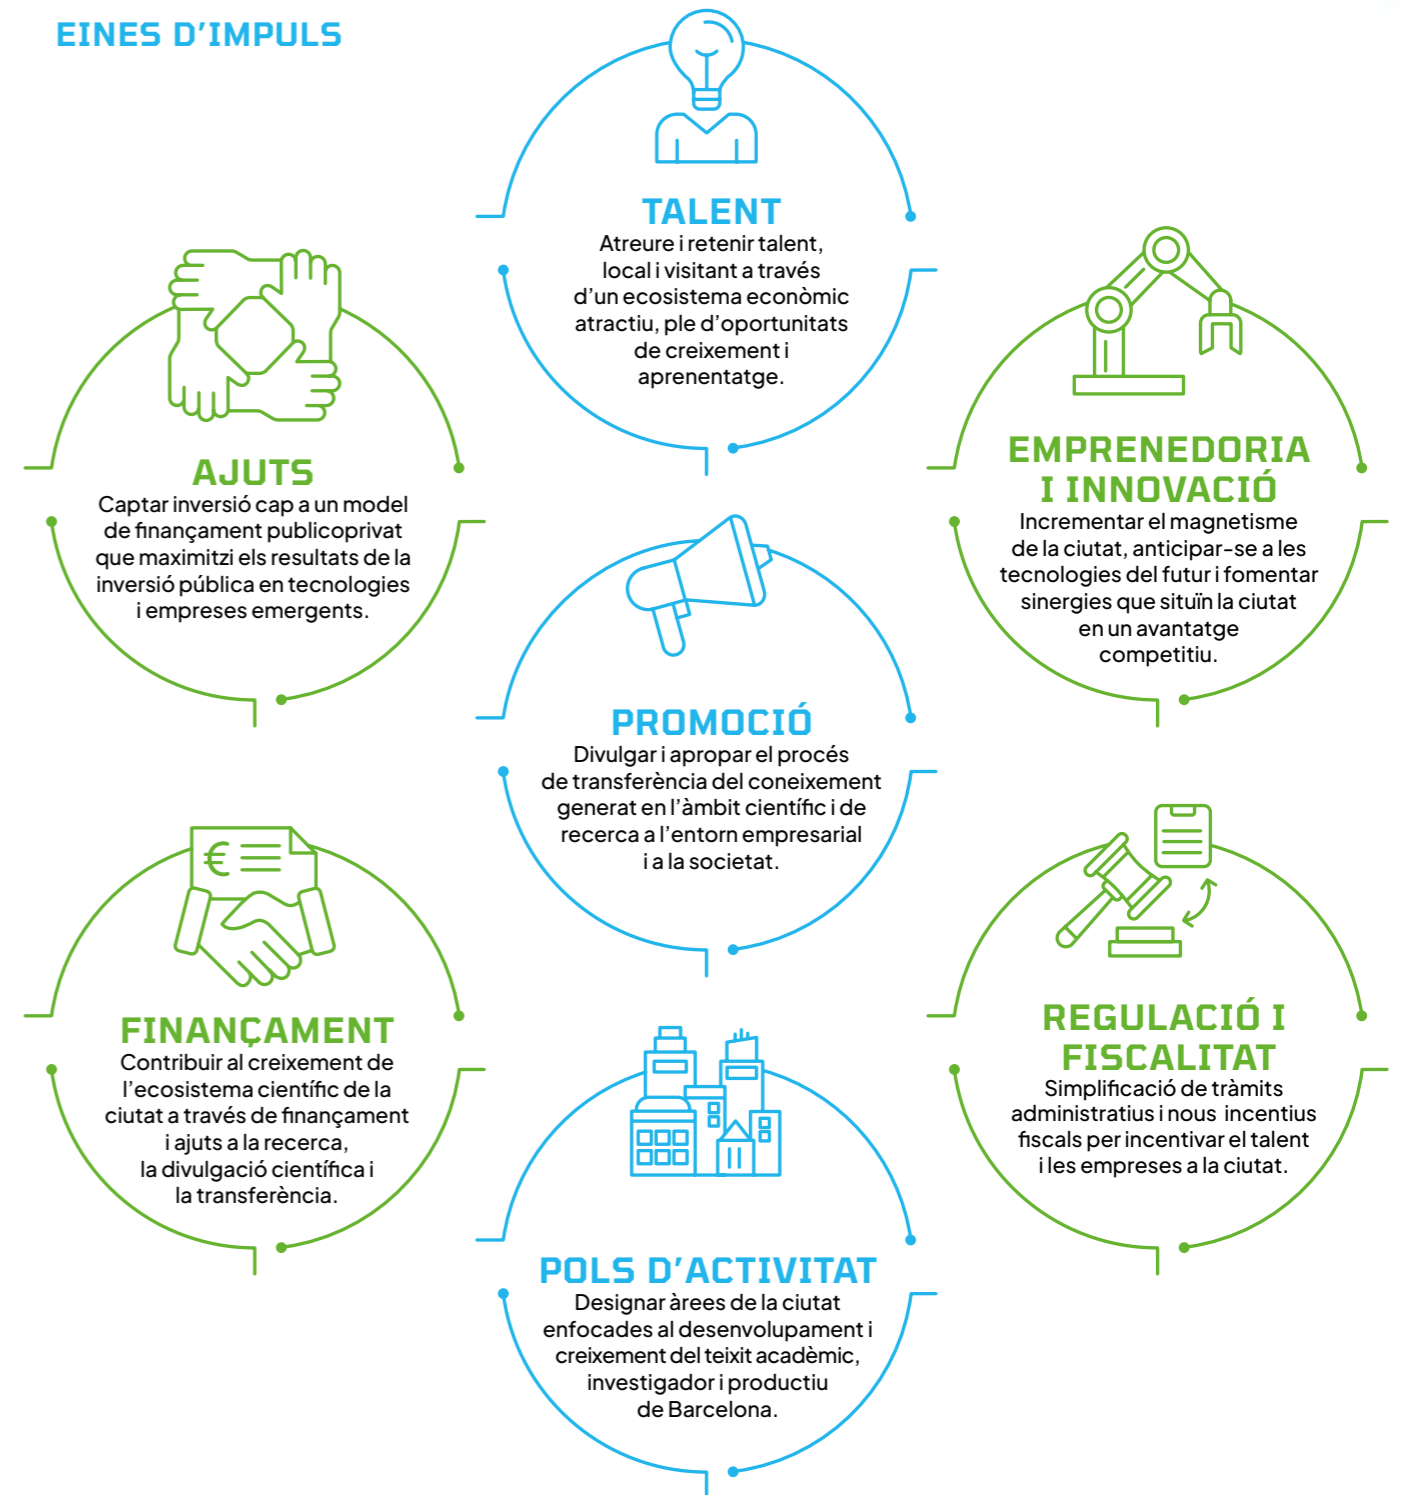 EINES D’IMPULS
TALENT
Atreure i retenir talent,
local i visitant a través
d’un ecosistema econòmic
atractiu, ple d’oportunitats
de creixement i
aprenentatge.
AJUTS
Captar inversió cap a un model
de finançament publicoprivat
que maximitzi els resultats de la
inversió pública en tecnologies
i empreses emergents.
EMPRENEDORIA
I INNOVACIÓ
Incrementar el magnetisme
de la ciutat, anticipar-se a les
tecnologies del futur i fomentar
sinergies que situïn la ciutat
en un avantatge
competitiu.
PROMOCIÓ
Divulgar i apropar el procés
de transferència del coneixement
generat en l’àmbit científic i de
recerca a l’entorn empresarial
i a la societat.
€
FINANÇAMENT
Contribuir al creixement de
l’ecosistema científic de la
ciutat a través de finançament
i ajuts a la recerca,
la divulgació científica i
la transferència.
REGULACIÓ I
FISCALITAT
Simplificació de tràmits
administratius i nous incentius
fiscals per incentivar el talent
i les empreses a la ciutat.
POLS D’ACTIVITAT
Designar àrees de la ciutat
enfocades al desenvolupament i
creixement del teixit acadèmic,
investigador i productiu
de Barcelona.